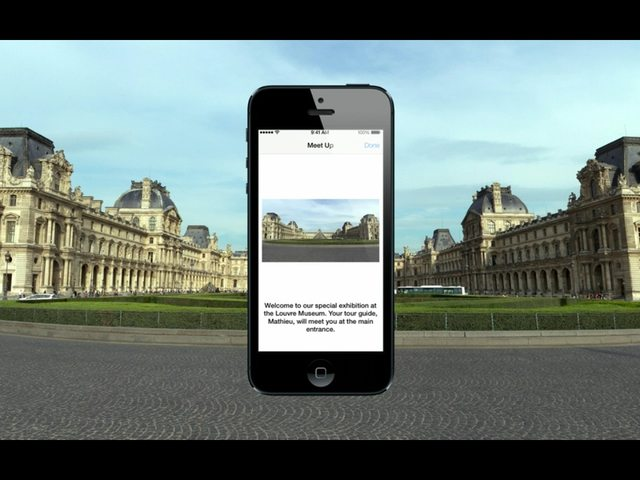 9:41 AM
100%
Meet Up
Done
Welcome to our special exhibition at
the Louvre Museum. Your tour guide,
Mathieu, will meet you at the main
entrance.